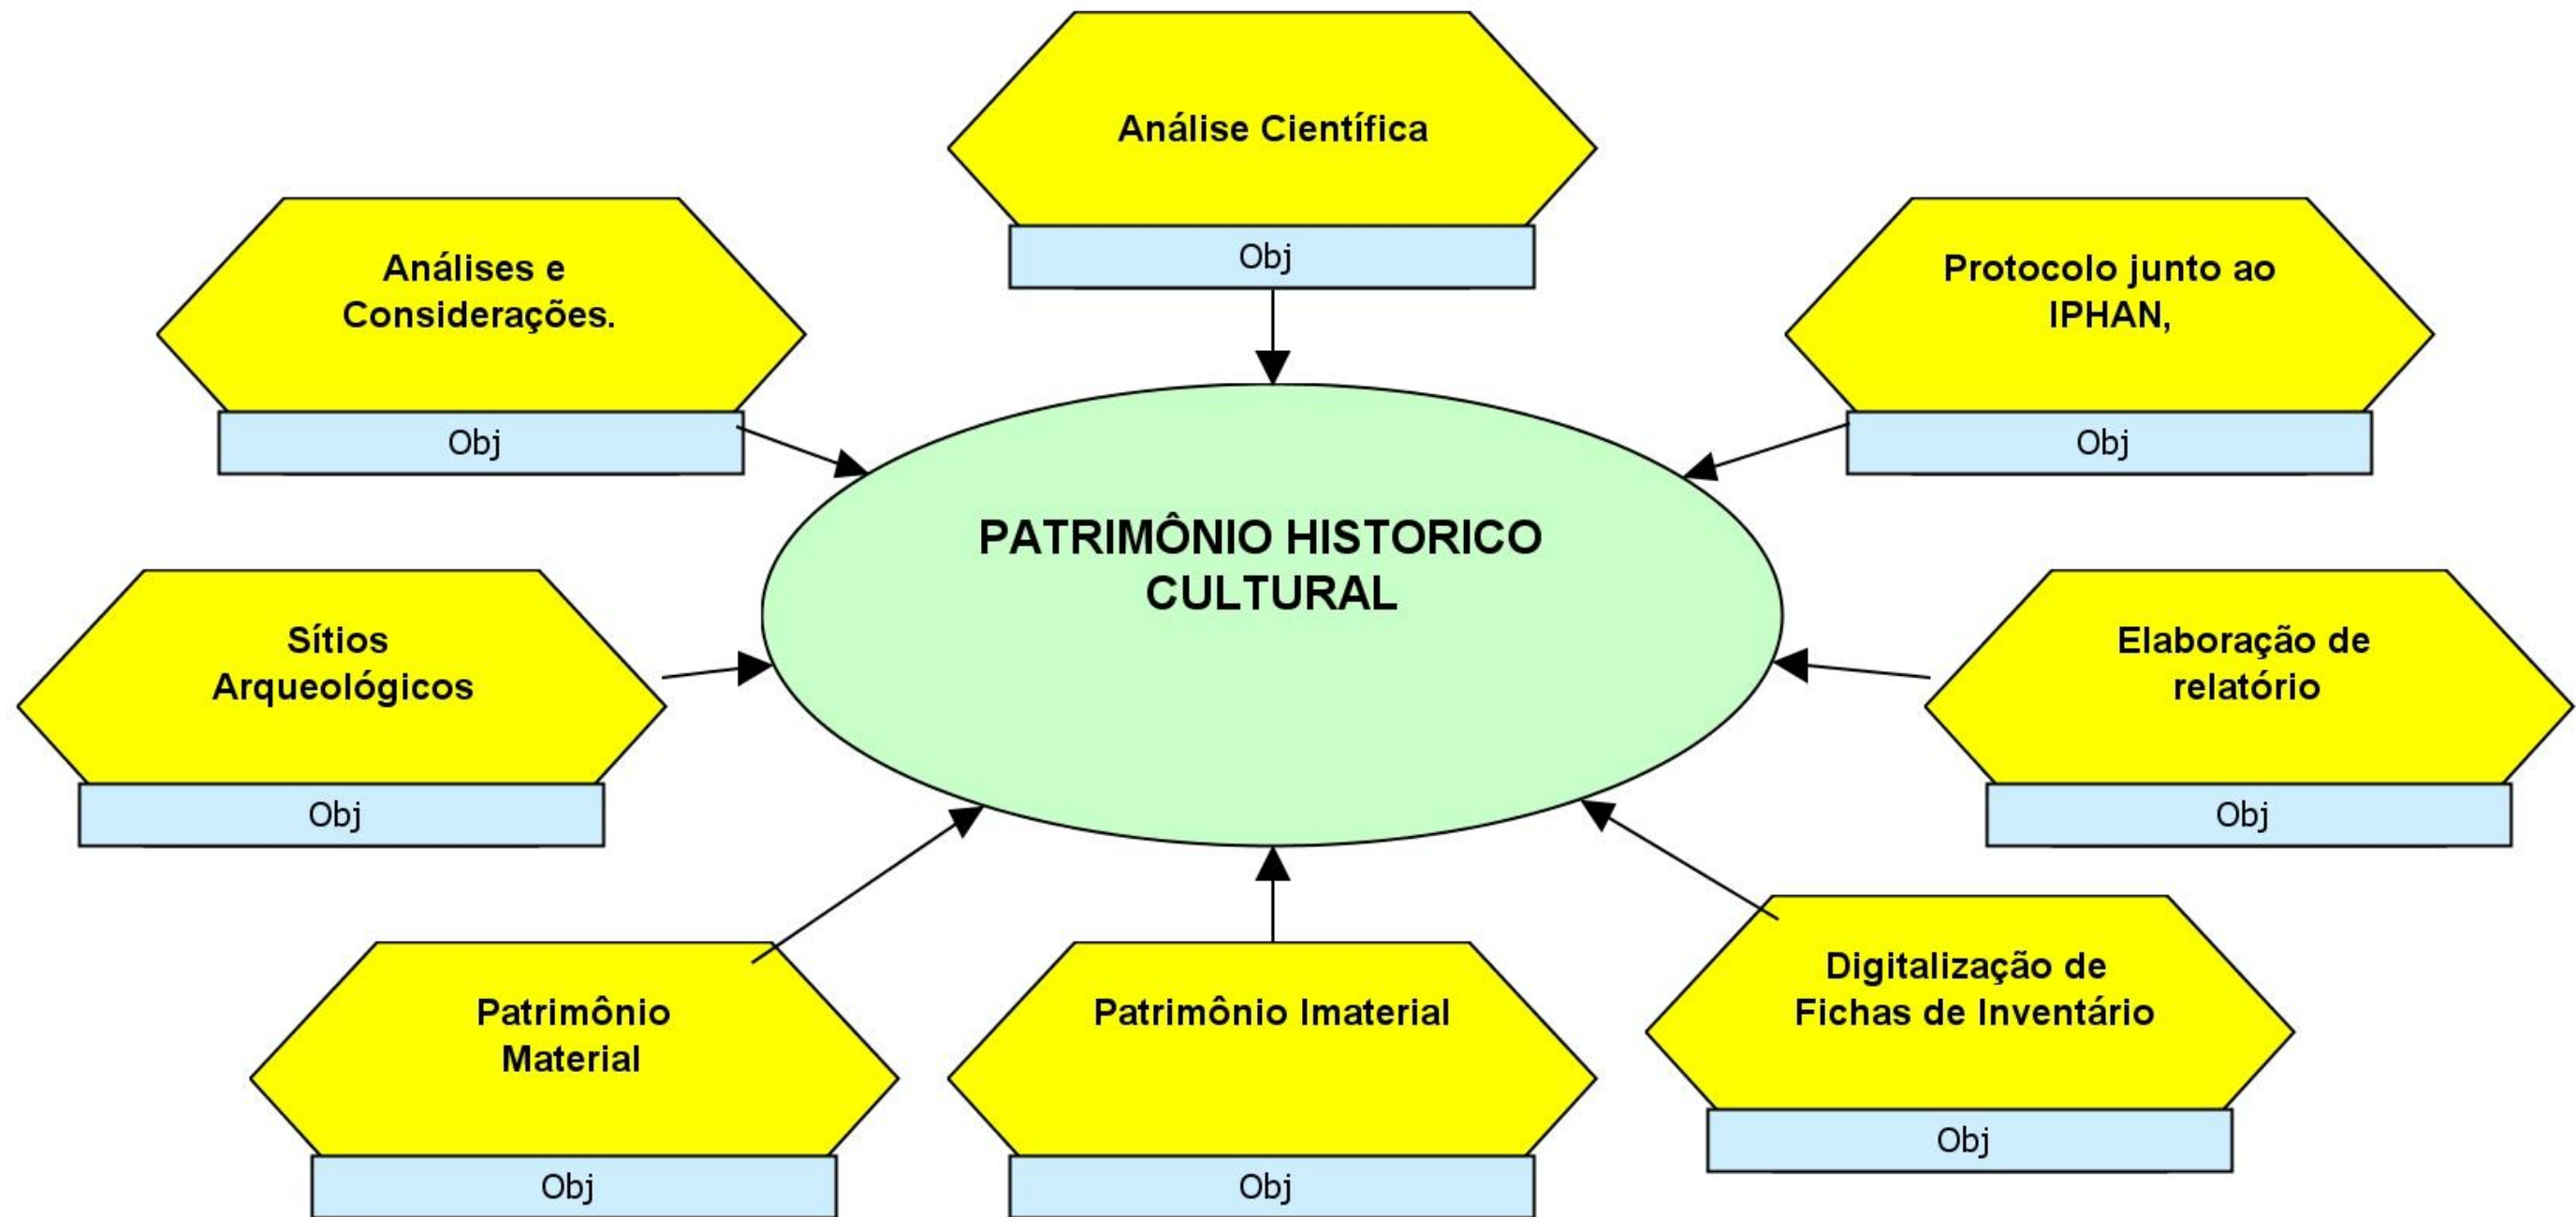 Análise Científica
Obj
Análises e
Considerações.
Obj
Protocolo junto ao
IPHAN,
Obj
PATRIMÔNIO HISTORICO
CULTURAL
Sítios
Arqueológicos
Obj
Elaboração de
relatório
Obj
Patrimônio
Material
Obj
Patrimônio Imaterial
Obj
Digitalização de
Fichas de Inventário
Obj